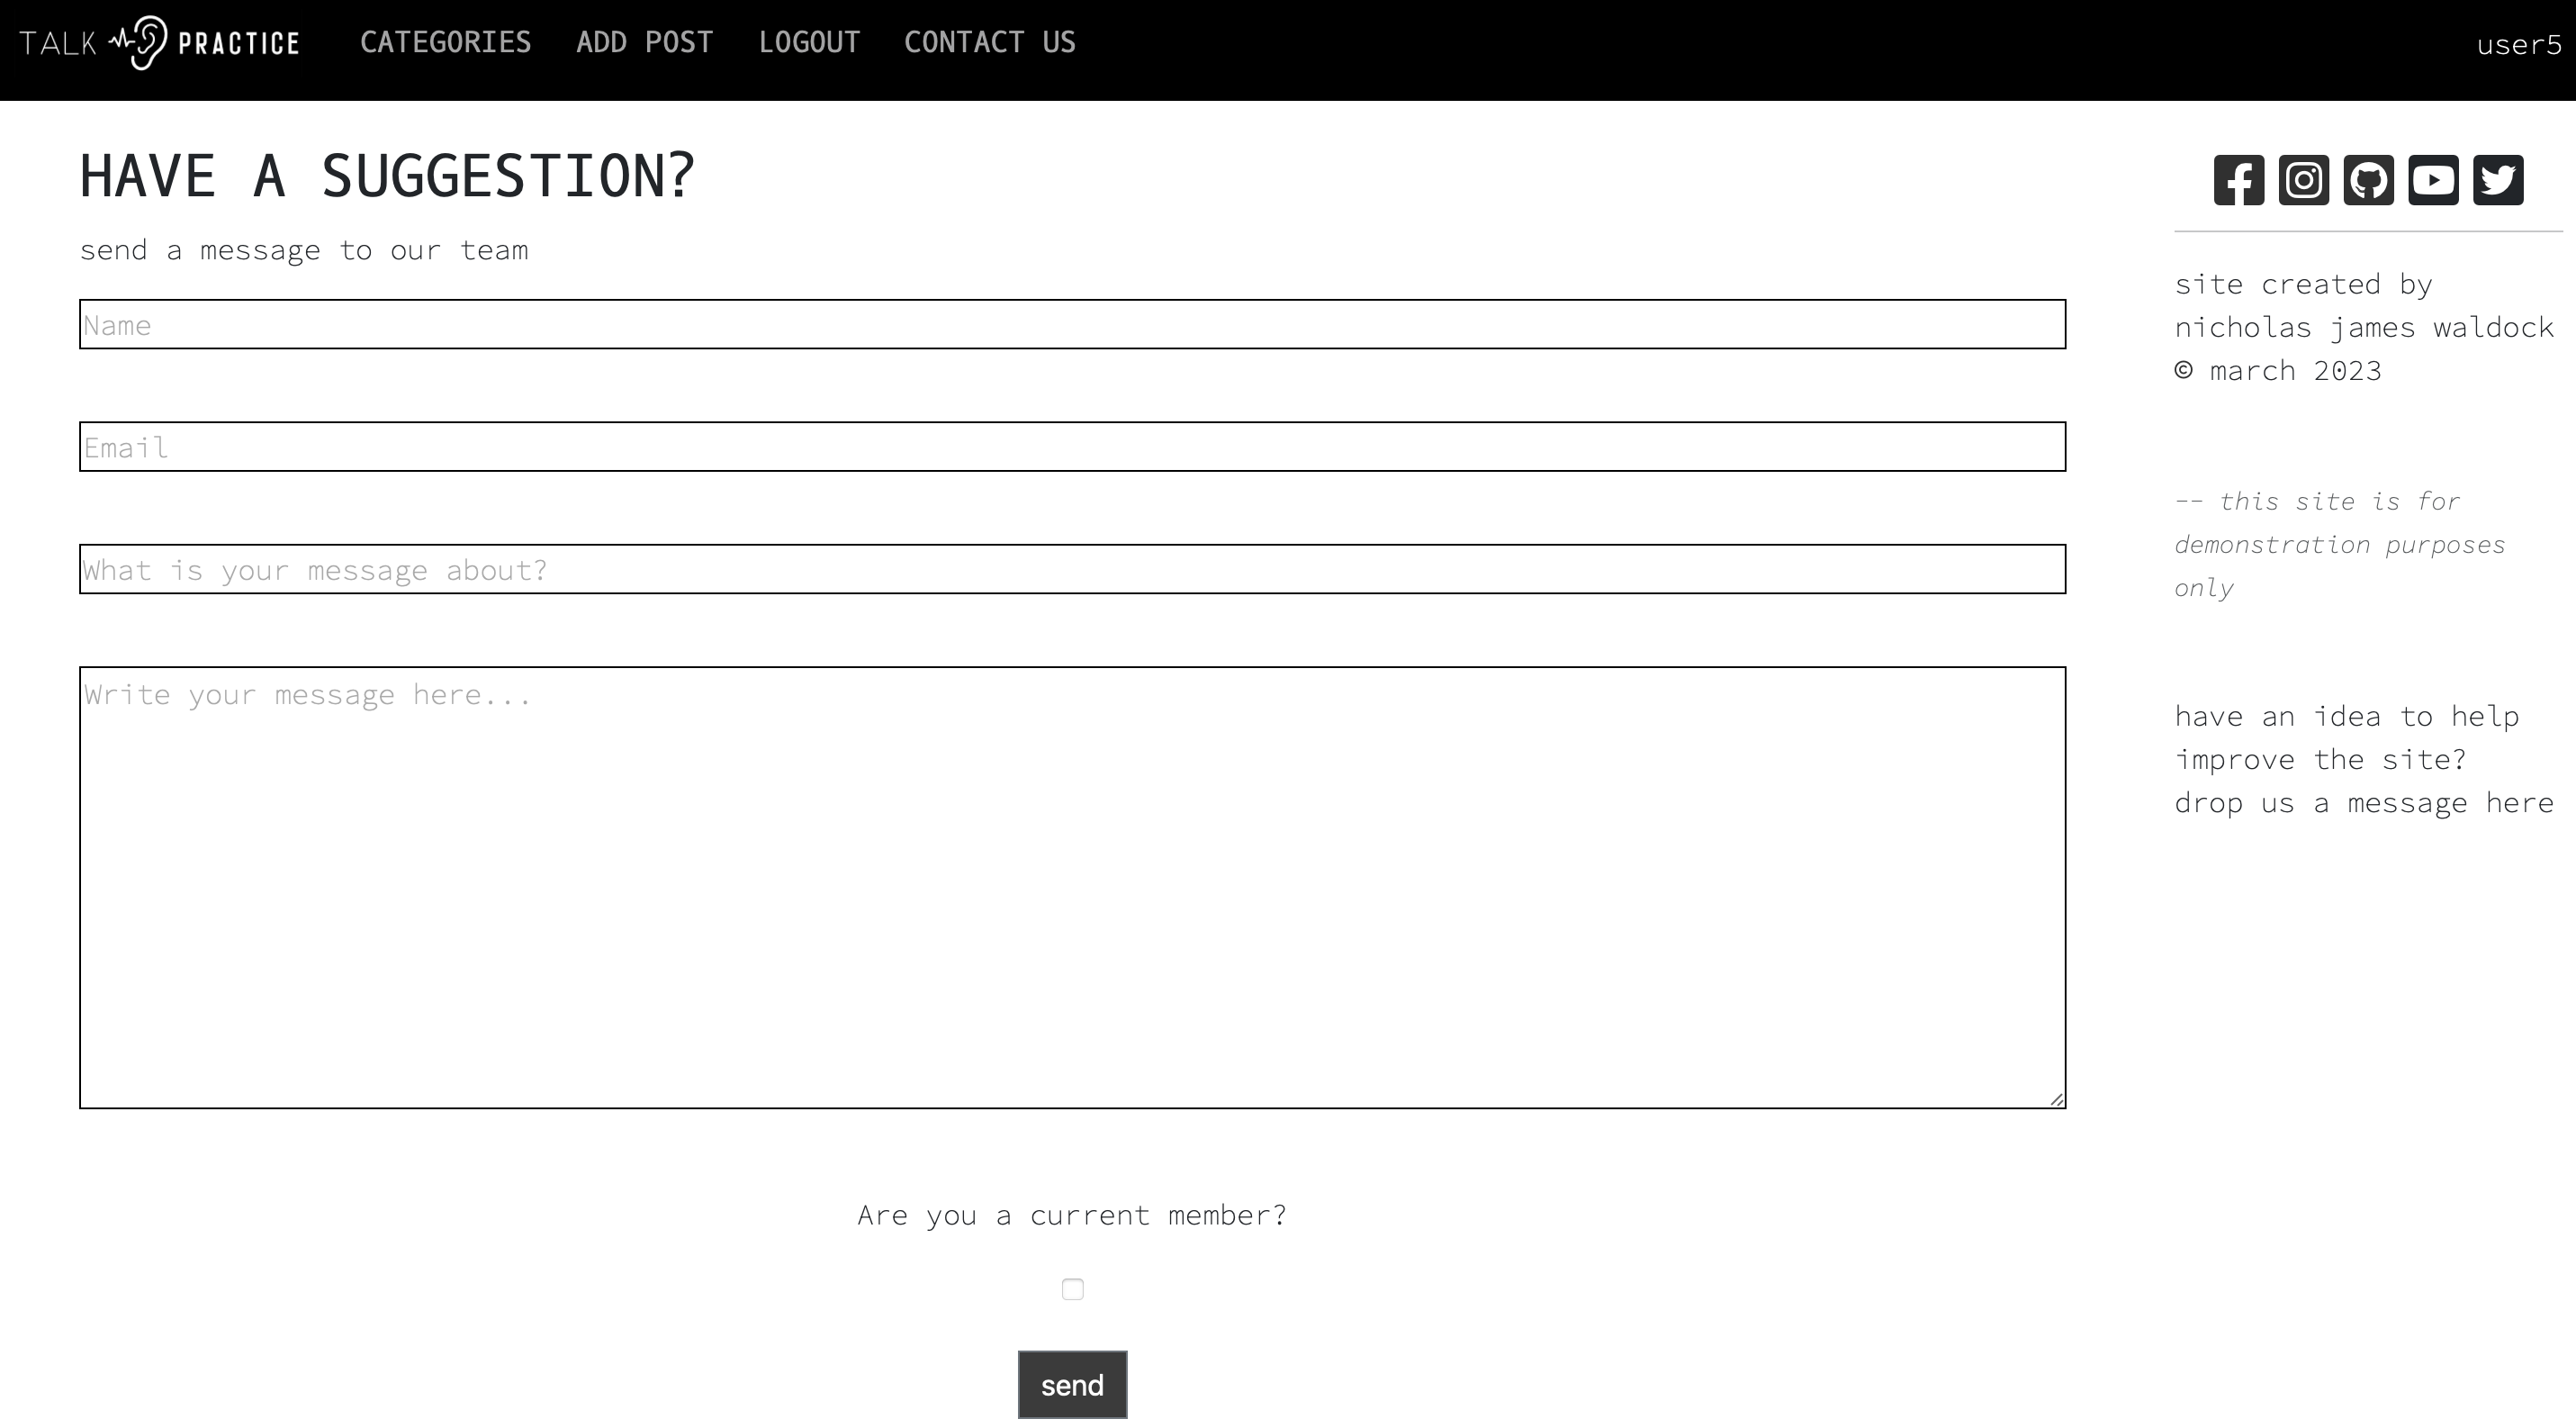 TALK PRACTICE
CATEGORIES
ADD POST
LOGOUT
CONTACT US
user5
HAVE A SUGGESTION?
send a message to our team
Name
Email
What is your message about?
Write your message here...
Are you a current member?
send
site created by
nicholas james waldock
© march 2023
-- this site is for
demonstration purposes
only
have an idea to help
improve the site?
drop us a message here